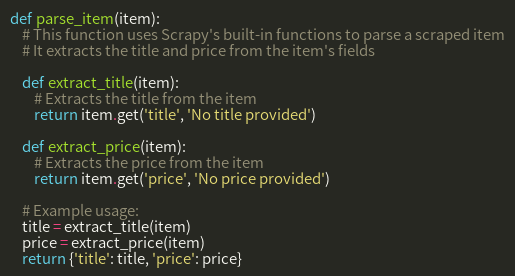 def parse_item(item):
    # This function uses Scrapy's built-in functions to parse a scraped item
    # It extracts the title and price from the item's fields

    def extract_title(item):
        # Extracts the title from the item
        return item.get('title', 'No title provided')

    def extract_price(item):
        # Extracts the price from the item
        return item.get('price', 'No price provided')

    # Example usage:
    title = extract_title(item)
    price = extract_price(item)
    return {'title': title, 'price': price}